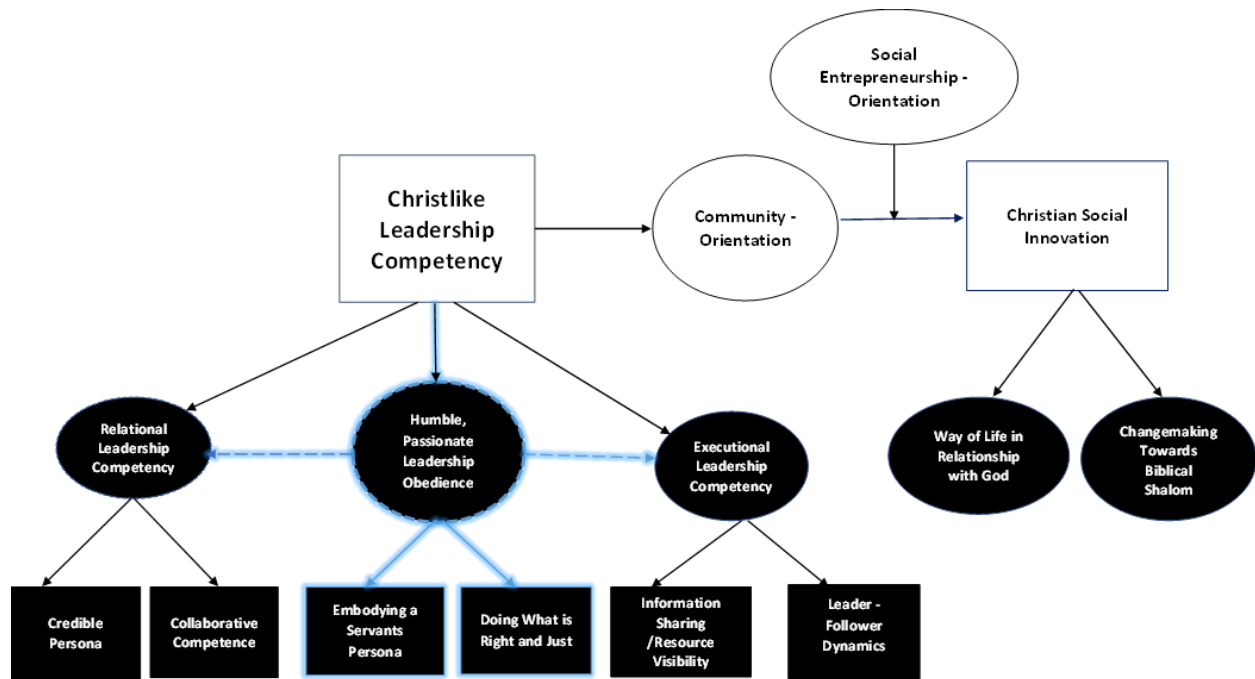 Social
Entrepreneurship -
Orientation
Christlike
Leadership
Competency
Community -
Orientation
Christian Social
Innovation
Relational
Leadership
Competency
Humble,
Passionate
Leadership
Obedience
Executional
Leadership
Competency
Way of Life in
Relationship
with God
Changemaking
Towards
Biblical
Shalom
Credible
Persona
Collaborative
Competence
Embodying a
Servants
Persona
Doing What is
Right and Just
Information
Sharing
/Resource
Visibility
Leader -
Follower
Dynamics